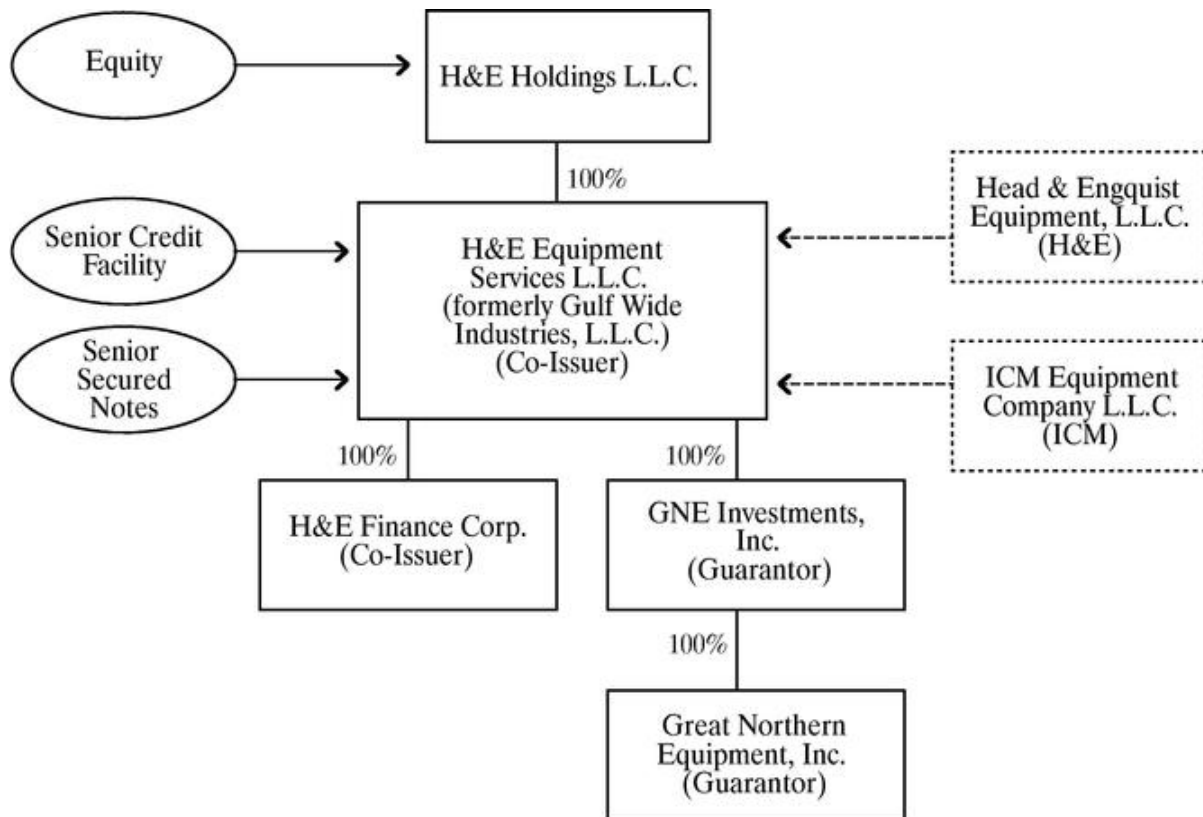 Equity
H&E Holdings L.L.C.
100%
Head & Engquist
Equipment, L.L.C.
(H&E)
Senior Credit
Facility
H&E Equipment
Services L.L.C.
(formerly Gulf Wide
Industries, L.L.C.)
(Co-Issuer)
Senior
Secured
Notes
ICM Equipment
Company L.L.C.
(ICM)
100%
100%
H&E Finance Corp.
(Co-Issuer)
GNE Investments,
Inc.
(Guarantor)
100%
Great Northern
Equipment, Inc.
(Guarantor)